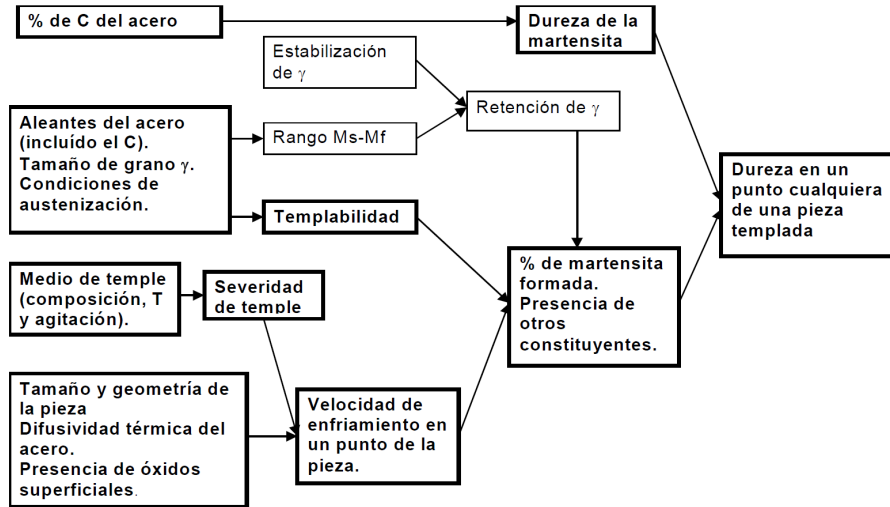 % de C del acero
Dureza de la
martensita
Estabilización
de γ
Retención de γ
Aleantes del acero
(incluído el C).
Tamaño de grano γ.
Condiciones de
austenización.
Rango Ms-Mf
Templabilidad
Dureza en un
punto cualquiera
de una pieza
templada
Medio de temple
(composición, T
y agitación).
Severidad
de temple
% de martensita
formada.
Presencia de
otros
constituyentes.
Tamaño y geometría de
la pieza
Difusividad térmica del
acero.
Presencia de óxidos
superficiales.
Velocidad de
enfriamiento en
un punto de la
pieza.